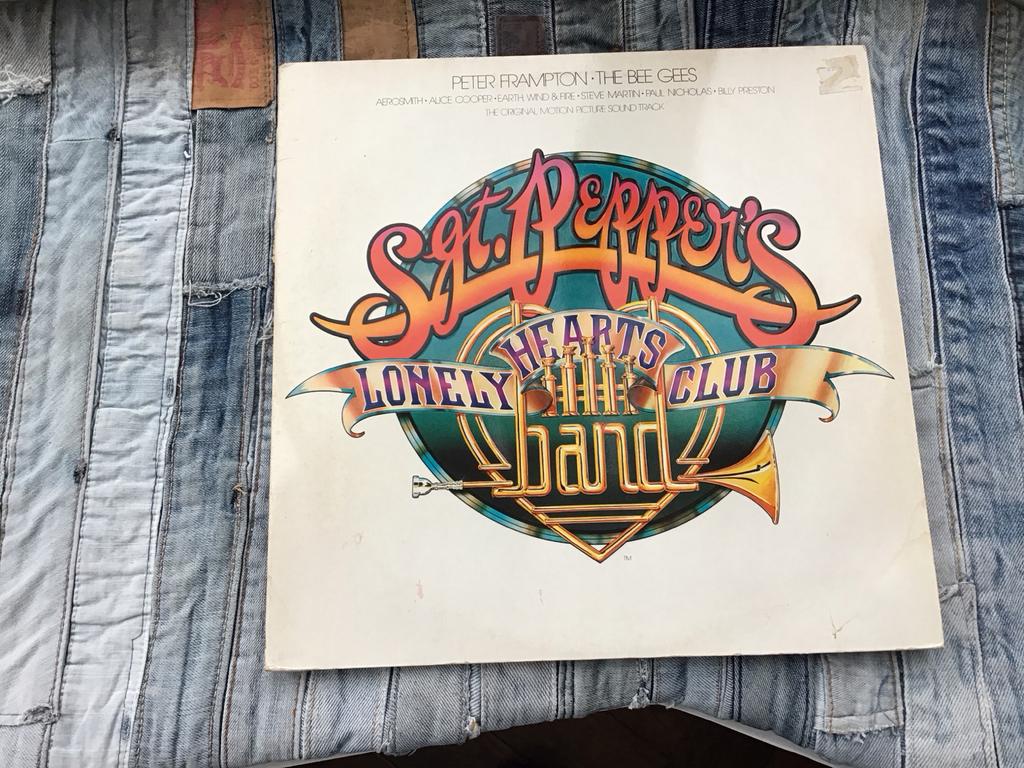 PETER FRAMPTON • THE BEE GEES
AEROSMITH • ALICE COOPER • EARTH, WIND & FIRE • STEVE MARTIN • PAUL NICHOLAS • BILLY PRESTON
THE ORIGINAL MOTION PICTURE SOUND TRACK
Sgt. Pepper's
LONELY HEARTS CLUB
band
TM